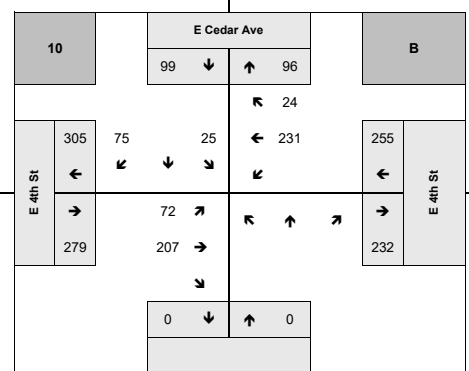 E Cedar Ave
10
B
99 🡫 🡩 96
🡬 24
305 75 25 🡨 231 255
🡨 🡯 🡫 🡮 🡯 🡨
E 4th St
E 4th St
🡪 72 🡭 🡬 🡩 🡭 🡪
279 207 🡪 232
🡮
0 🡫 🡩 0